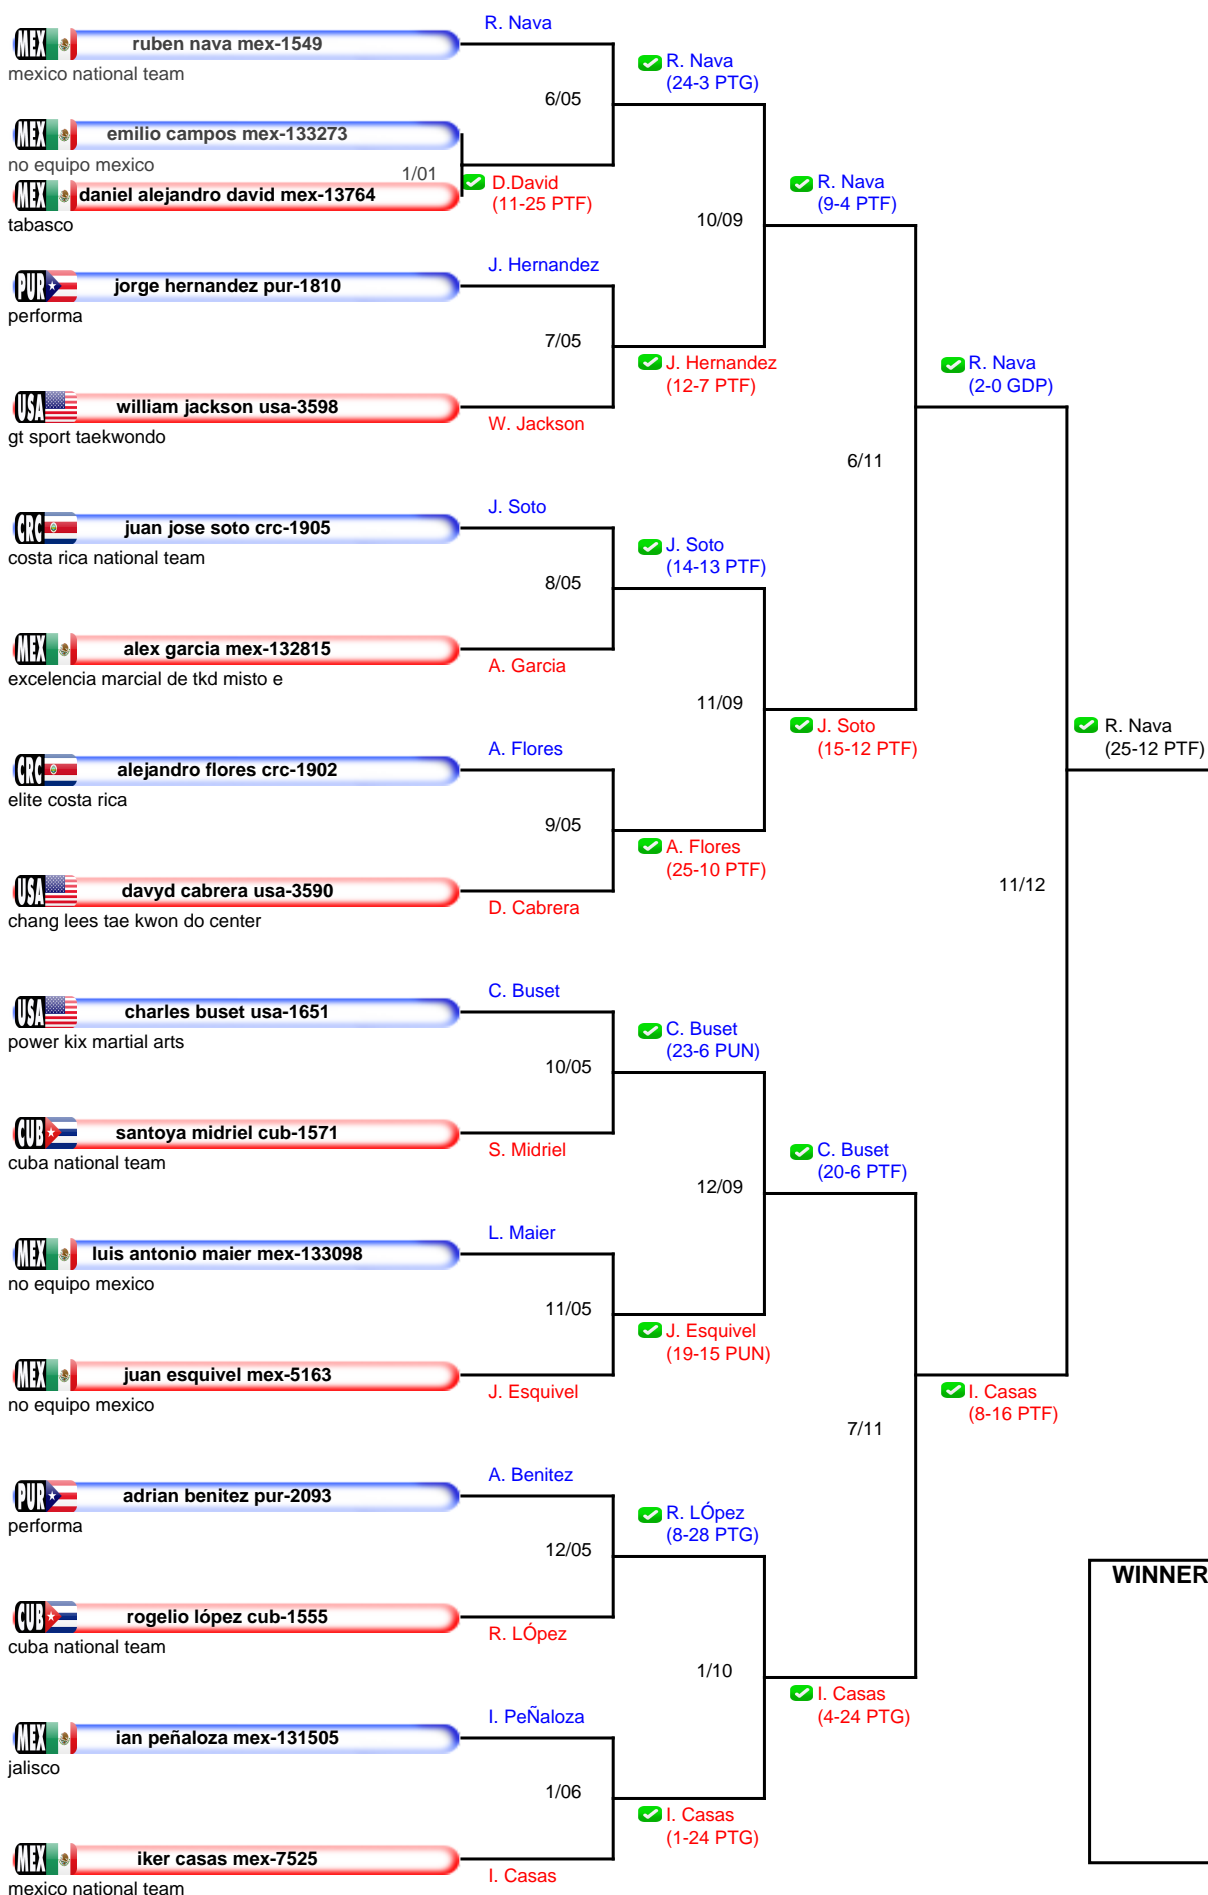 R. Nava
MEX ruben nava mex-1549
mexico national team
R. Nava
(24-3 PTG)
6/05
MEX emilio campos mex-133273
no equipo mexico
1/01
MEX daniel alejandro david mex-13764
tabasco
D.David
(11-25 PTF)
R. Nava
(9-4 PTF)
10/09
J. Hernandez
PUR jorge hernandez pur-1810
performa
7/05
J. Hernandez
(12-7 PTF)
R. Nava
(2-0 GDP)
USA william jackson usa-3598
gt sport taekwondo
W. Jackson
6/11
J. Soto
CRC juan jose soto crc-1905
costa rica national team
J. Soto
(14-13 PTF)
8/05
MEX alex garcia mex-132815
excelencia marcial de tkd misto e
A. Garcia
11/09
J. Soto
(15-12 PTF)
R. Nava
(25-12 PTF)
A. Flores
CRC alejandro flores crc-1902
elite costa rica
9/05
A. Flores
(25-10 PTF)
USA davyd cabrera usa-3590
chang lees tae kwon do center
D. Cabrera
11/12
C. Buset
USA charles buset usa-1651
power kix martial arts
C. Buset
(23-6 PUN)
10/05
CUB santoya midriel cub-1571
cuba national team
S. Midriel
C. Buset
(20-6 PTF)
12/09
L. Maier
MEX luis antonio maier mex-133098
no equipo mexico
11/05
J. Esquivel
(19-15 PUN)
MEX juan esquivel mex-5163
no equipo mexico
J. Esquivel
I. Casas
(8-16 PTF)
7/11
A. Benitez
PUR adrian benitez pur-2093
performa
R. LÓpez
(8-28 PTG)
12/05
WINNER
CUB rogelio lópez cub-1555
cuba national team
R. LÓpez
1/10
I. Casas
(4-24 PTG)
I. PeÑaloza
MEX ian peñaloza mex-131505
jalisco
1/06
I. Casas
(1-24 PTG)
MEX iker casas mex-7525
mexico national team
I. Casas